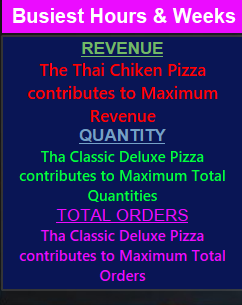 Busiest Hours & Weeks
REVENUE
The Thai Chiken Pizza
contributes to Maximum
Revenue
QUANTITY
Tha Classic Deluxe Pizza
contributes to Maximum Total
Quantities
TOTAL ORDERS
Tha Classic Deluxe Pizza
contributes to Maximum Total
Orders